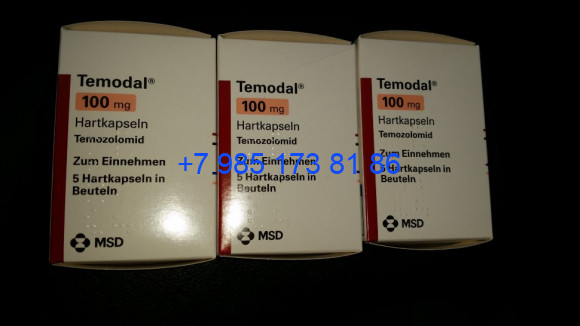 Temodal®
100 mg
Hartkapseln
Temozolomid
Zum Einnehmen
5 Hartkapseln in
Beuteln
MSD
Temodal®
100 mg
Hartkapseln
Temozolomid
Zum Einnehmen
5 Hartkapseln in
Beuteln
MSD
Temodal®
100 mg
Hartkapseln
Temozolomid
Zum Einnehmen
5 Hartkapseln in
Beuteln
MSD
+7 985 173 81 86